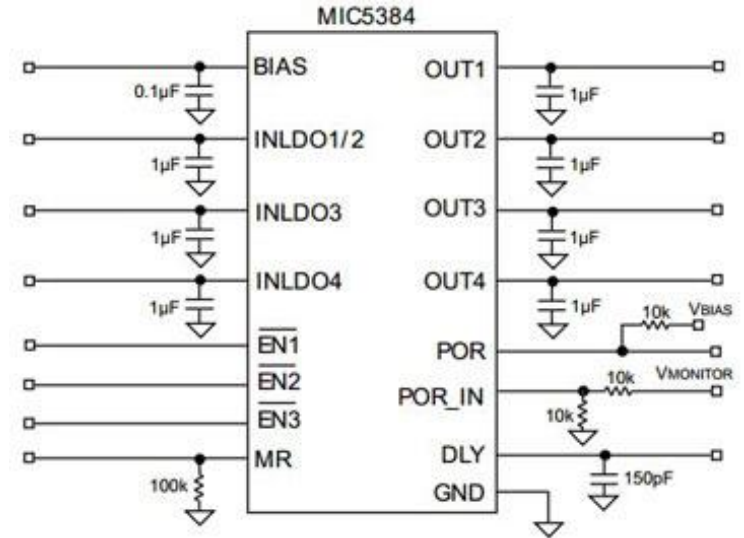 MIC5384
BIAS
OUT1
0.1µF
1µF
INLDO1/2
OUT2
1µF
1µF
INLDO3
OUT3
1µF
1µF
INLDO4
OUT4
1µF
1µF
10k
VBIAS
EN1
POR
EN2
10k
VMONITOR
POR_IN
EN3
10k
MR
DLY
100k
150pF
GND